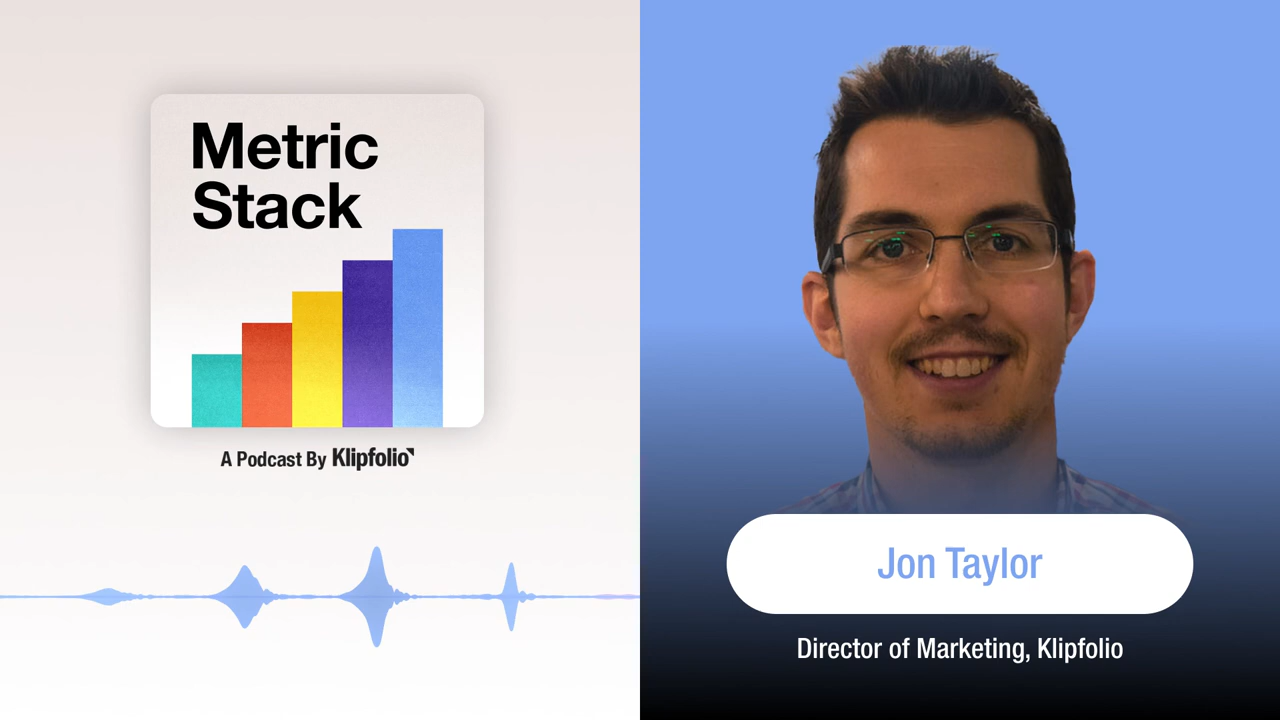 Metric
Stack
A Podcast By Klipfolio
Jon Taylor
Director of Marketing, Klipfolio